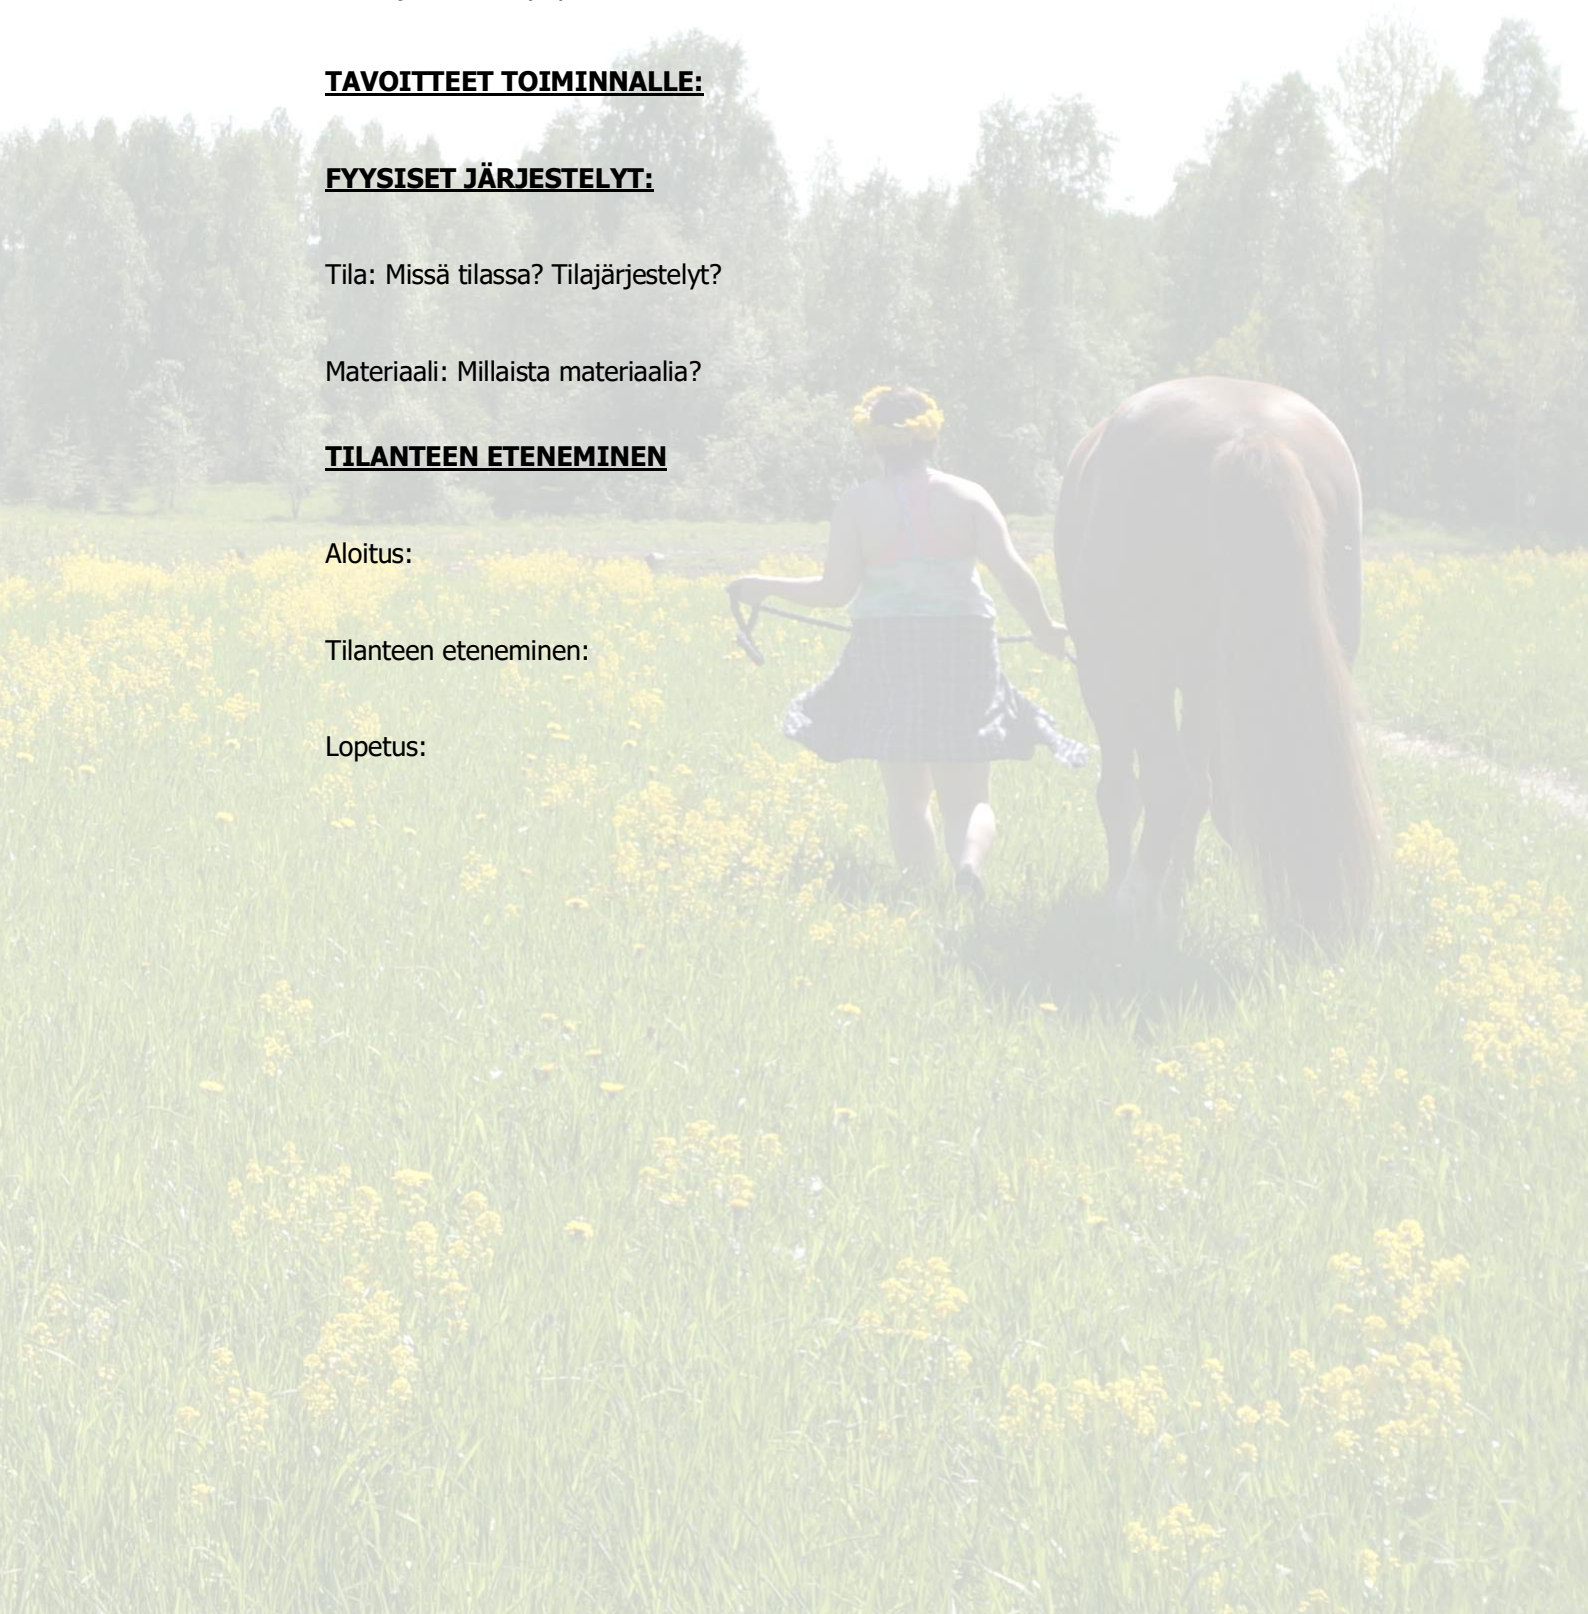 TAVOITTEET TOIMINNALLE:
FYYSISET JÄRJESTELYT:
Tila: Missä tilassa? Tilajärjestelyt?
Materiaali: Millaista materiaalia?
TILANTEEN ETENEMINEN
Aloitus:
Tilanteen eteneminen:
Lopetus: